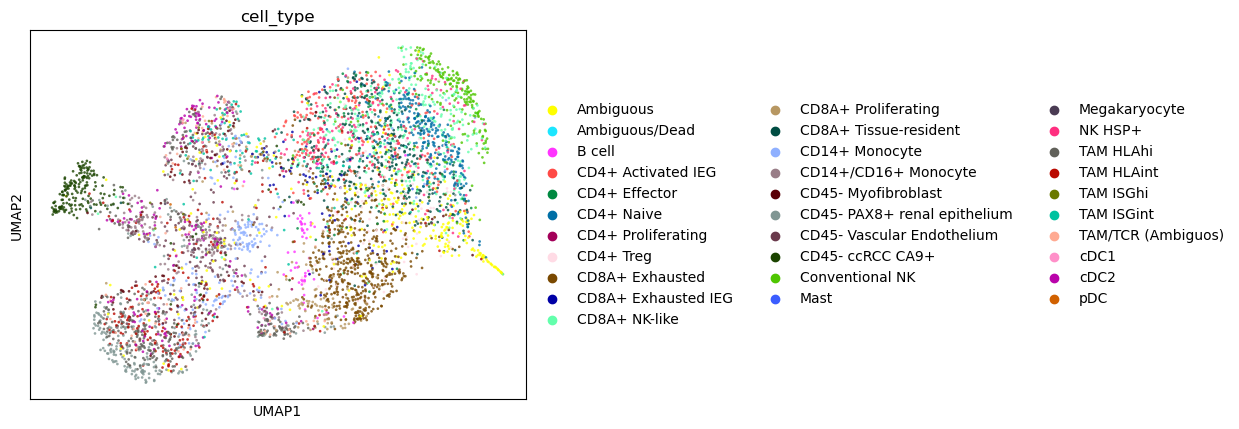 cell_type
UMAP2
UMAP1
Ambiguous
Ambiguous/Dead
B cell
CD4+ Activated IEG
CD4+ Effector
CD4+ Naive
CD4+ Proliferating
CD4+ Treg
CD8A+ Exhausted
CD8A+ Exhausted IEG
CD8A+ NK-like
CD8A+ Proliferating
CD8A+ Tissue-resident
CD14+ Monocyte
CD14+/CD16+ Monocyte
CD45- Myofibroblast
CD45- PAX8+ renal epithelium
CD45- Vascular Endothelium
CD45- ccRCC CA9+
Conventional NK
Mast
Megakaryocyte
NK HSP+
TAM HLAhi
TAM HLAint
TAM ISGhi
TAM ISGint
TAM/TCR (Ambiguos)
cDC1
cDC2
pDC